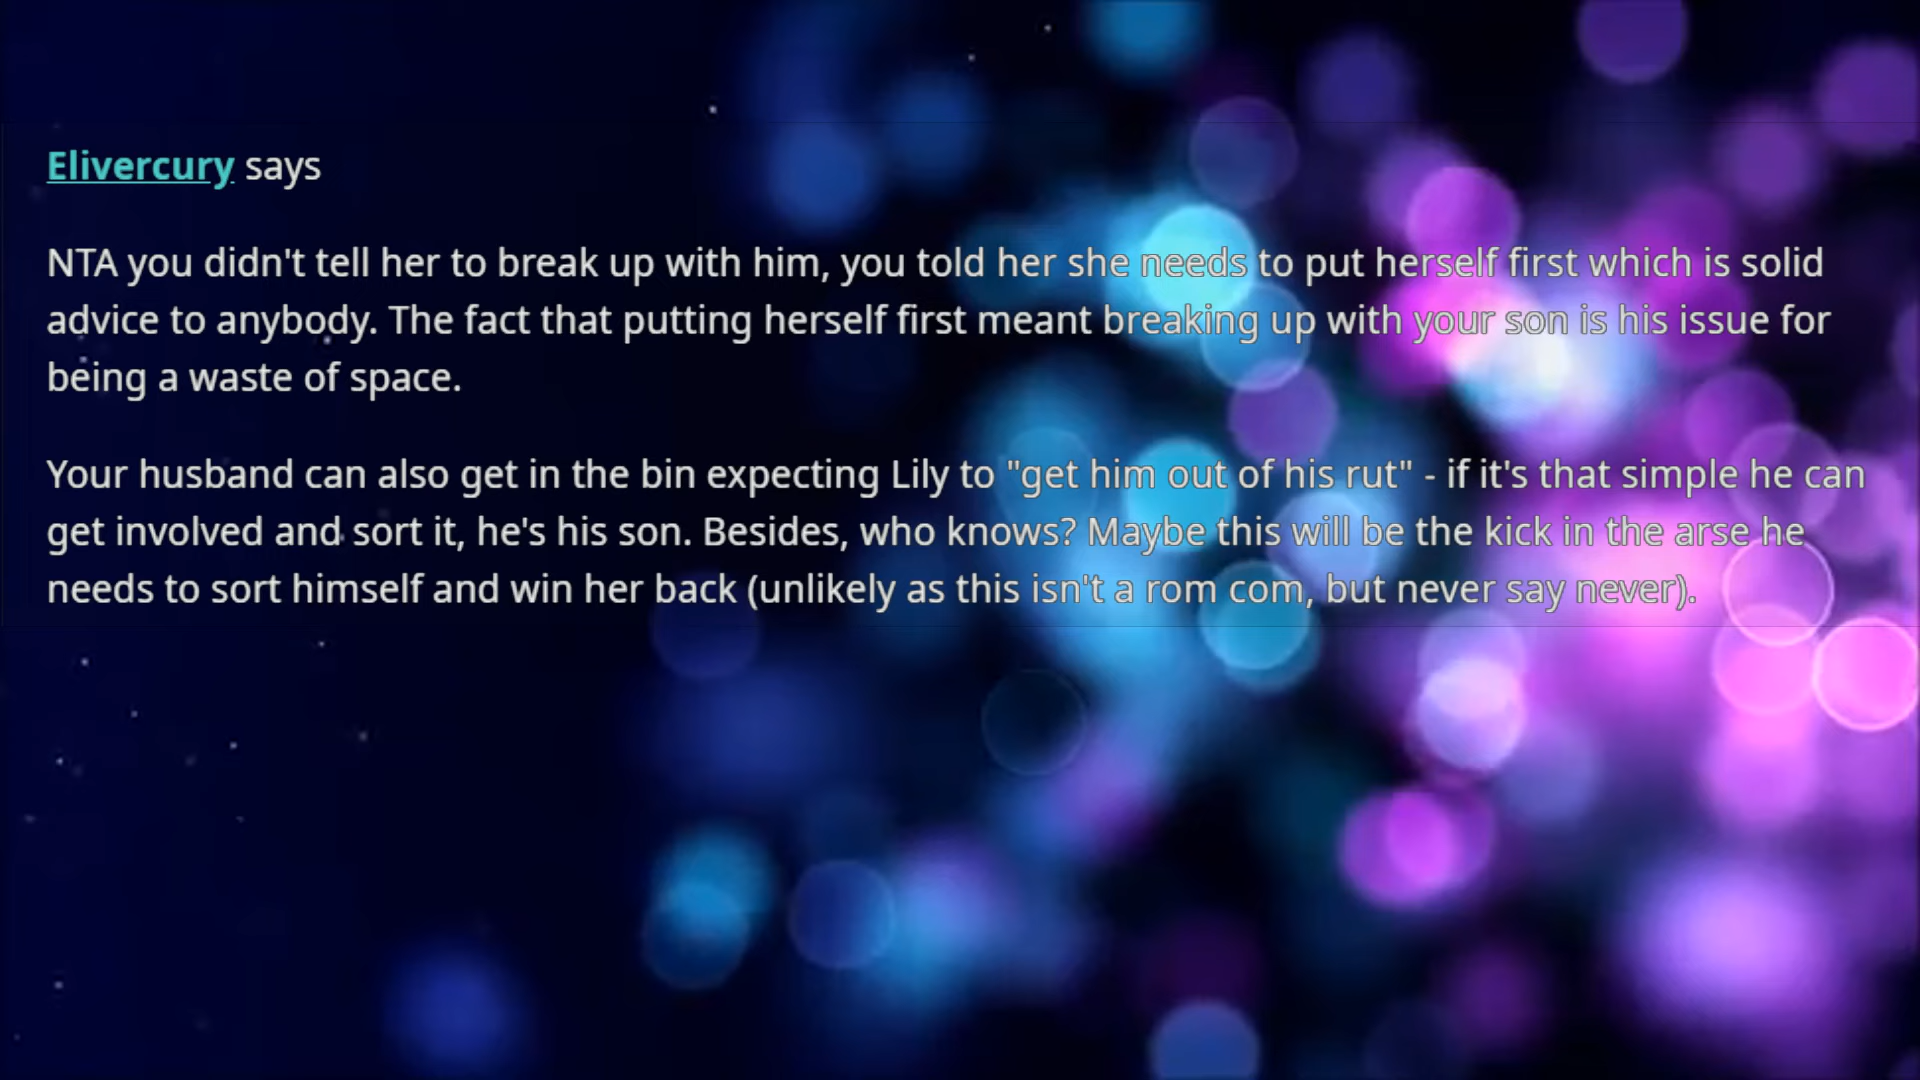 Elivercury says
NTA you didn't tell her to break up with him, you told her she needs to put herself first which is solid
advice to anybody. The fact that putting herself first meant breaking up with your son is his issue for
being a waste of space.
Your husband can also get in the bin expecting Lily to "get him out of his rut" - if it's that simple he can
get involved and sort it, he's his son. Besides, who knows? Maybe this will be the kick in the arse he
needs to sort himself and win her back (unlikely as this isn't a rom com, but never say never).